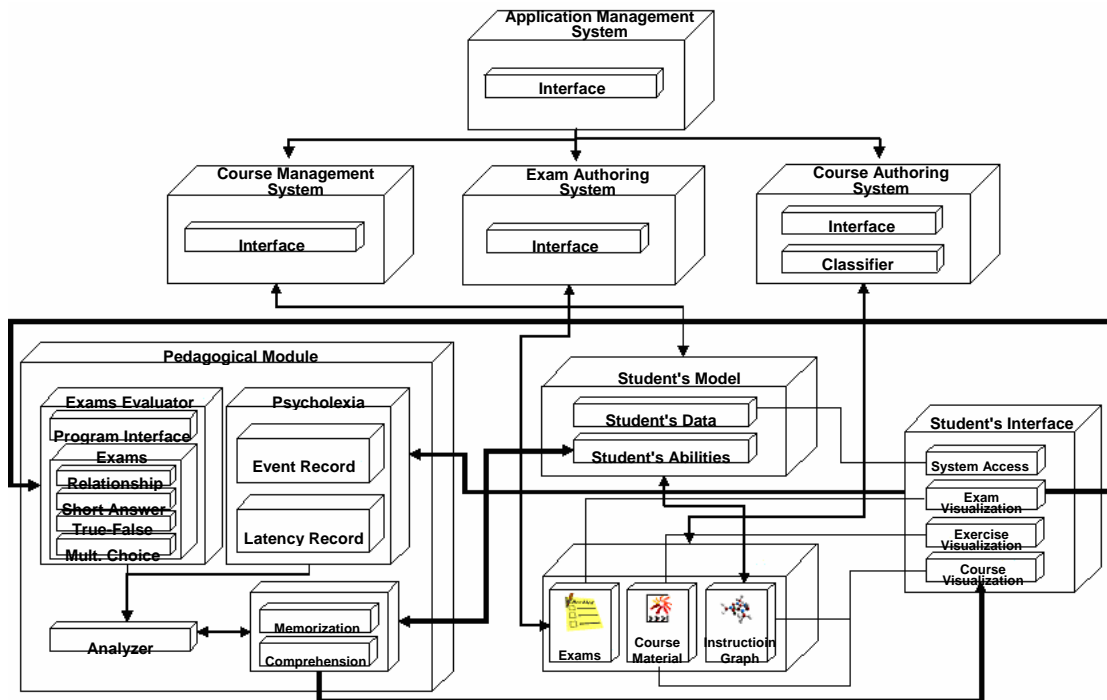 Application Management
System
Interface
Course Management
System
Interface
Exam Authoring
System
Interface
Course Authoring
System
Interface
Classifier
Pedagogical Module
Exams Evaluator
Program Interface
Exams
Relationship
Short Answer
True-False
Mult. Choice
Psycholexia
Event Record
Latency Record
Analyzer
Memorization
Comprehension
Student's Model
Student's Data
Student's Abilities
Exams
Course
Material
Instructioin
Graph
Student's Interface
System Access
Exam
Visualization
Exercise
Visualization
Course
Visualization